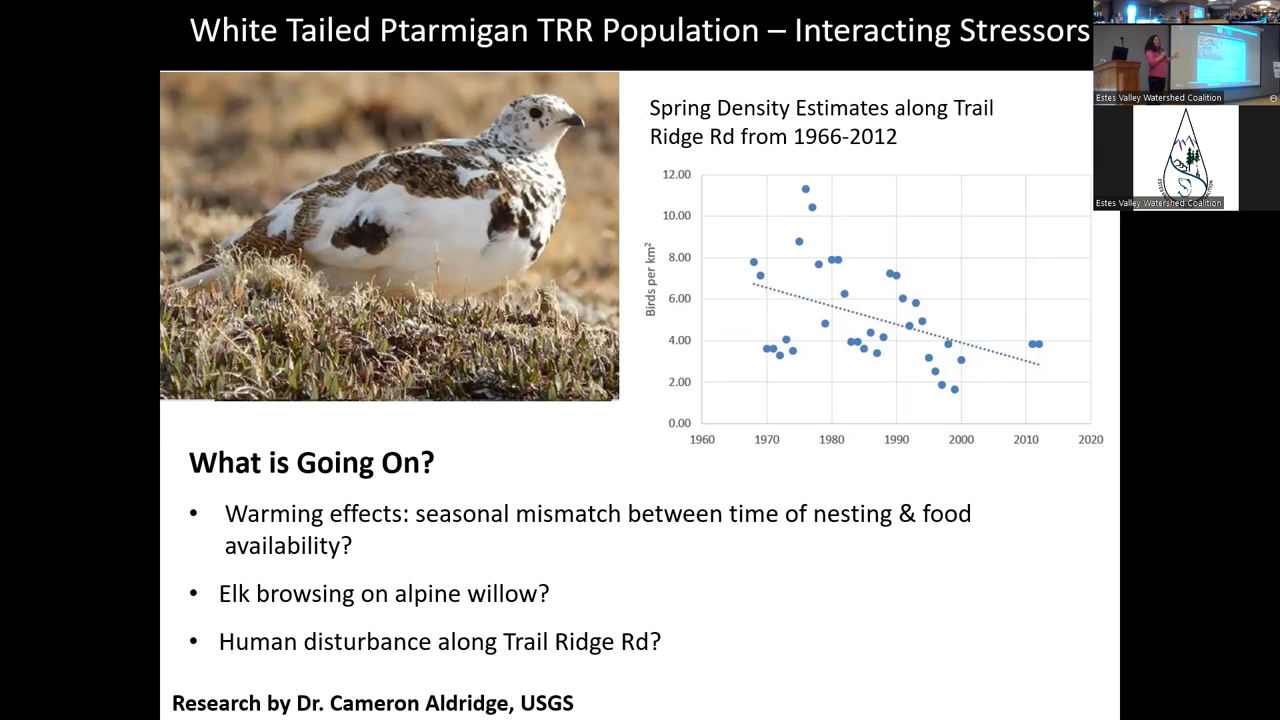 White Tailed Ptarmigan TRR Population – Interacting Stressors
Estes Valley Watershed Coalition
Estes Valley Watershed Coalition
Spring Density Estimates along Trail
Ridge Rd from 1966-2012
12.00
10.00
8.00
6.00
4.00
2.00
0.00
Birds per km²
1960 1970 1980 1990 2000 2010 2020
What is Going On?
• Warming effects: seasonal mismatch between time of nesting & food
availability?
• Elk browsing on alpine willow?
• Human disturbance along Trail Ridge Rd?
Research by Dr. Cameron Aldridge, USGS